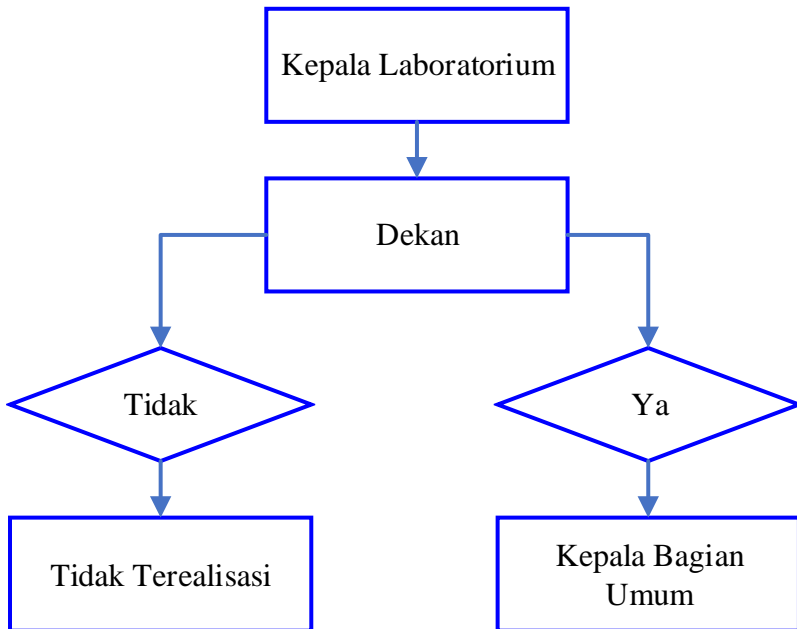 Kepala Laboratorium
Dekan
Tidak
Ya
Tidak Terealisasi
Kepala Bagian
Umum